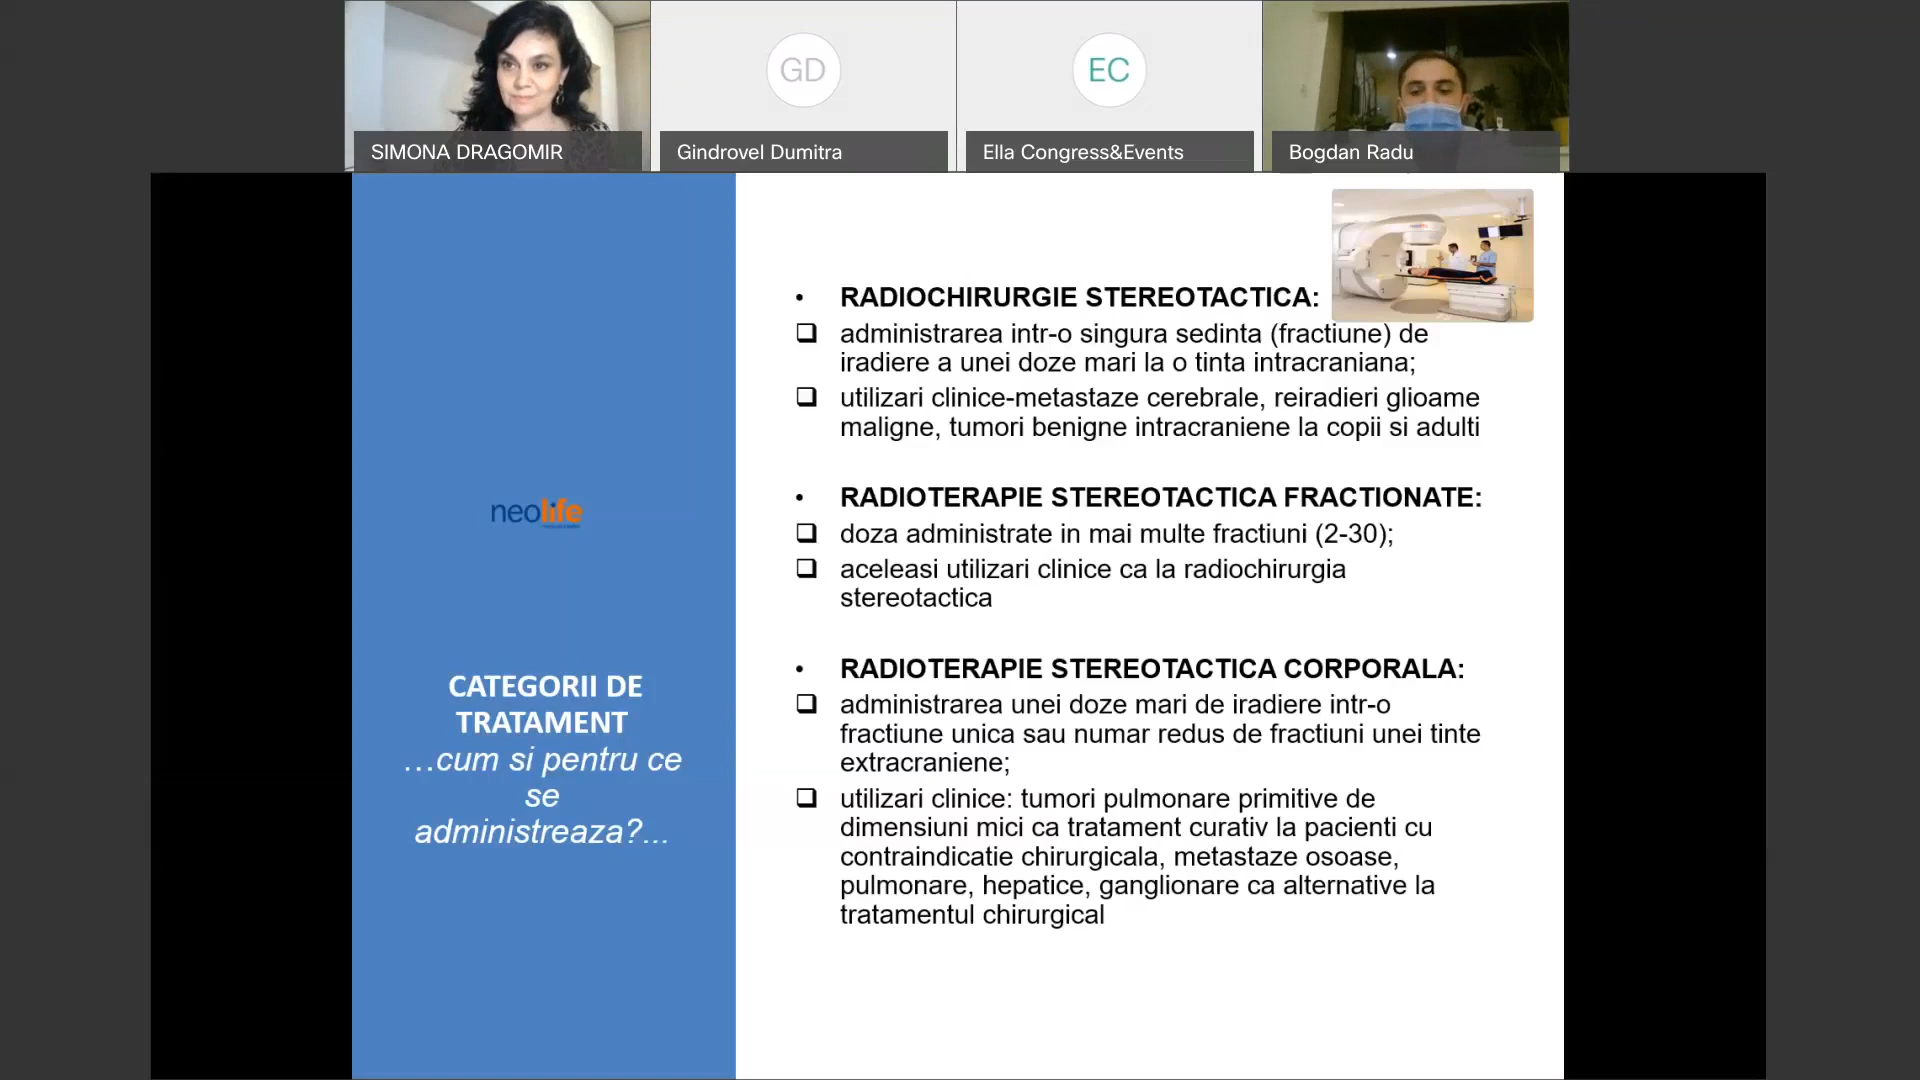 GD
EC
SIMONA DRAGOMIR
Gindrovel Dumitra
Ella Congress&Events
Bogdan Radu
neolife
CATEGORII DE
TRATAMENT
…cum si pentru ce
se
administreaza?...
• RADIOCHIRURGIE STEREOTACTICA:
❑ administrarea intr-o singura sedinta (fractiune) de
iradiere a unei doze mari la o tinta intracraniana;
❑ utilizari clinice-metastaze cerebrale, reiradieri glioame
maligne, tumori benigne intracraniene la copii si adulti
• RADIOTERAPIE STEREOTACTICA FRACTIONATE:
❑ doza administrate in mai multe fractiuni (2-30);
❑ aceleasi utilizari clinice ca la radiochirurgia
stereotactica
• RADIOTERAPIE STEREOTACTICA CORPORALA:
❑ administrarea unei doze mari de iradiere intr-o
fractiune unica sau numar redus de fractiuni unei tinte
extracraniene;
❑ utilizari clinice: tumori pulmonare primitive de
dimensiuni mici ca tratament curativ la pacienti cu
contraindicatie chirurgicala, metastaze osoase,
pulmonare, hepatice, ganglionare ca alternative la
tratamentul chirurgical